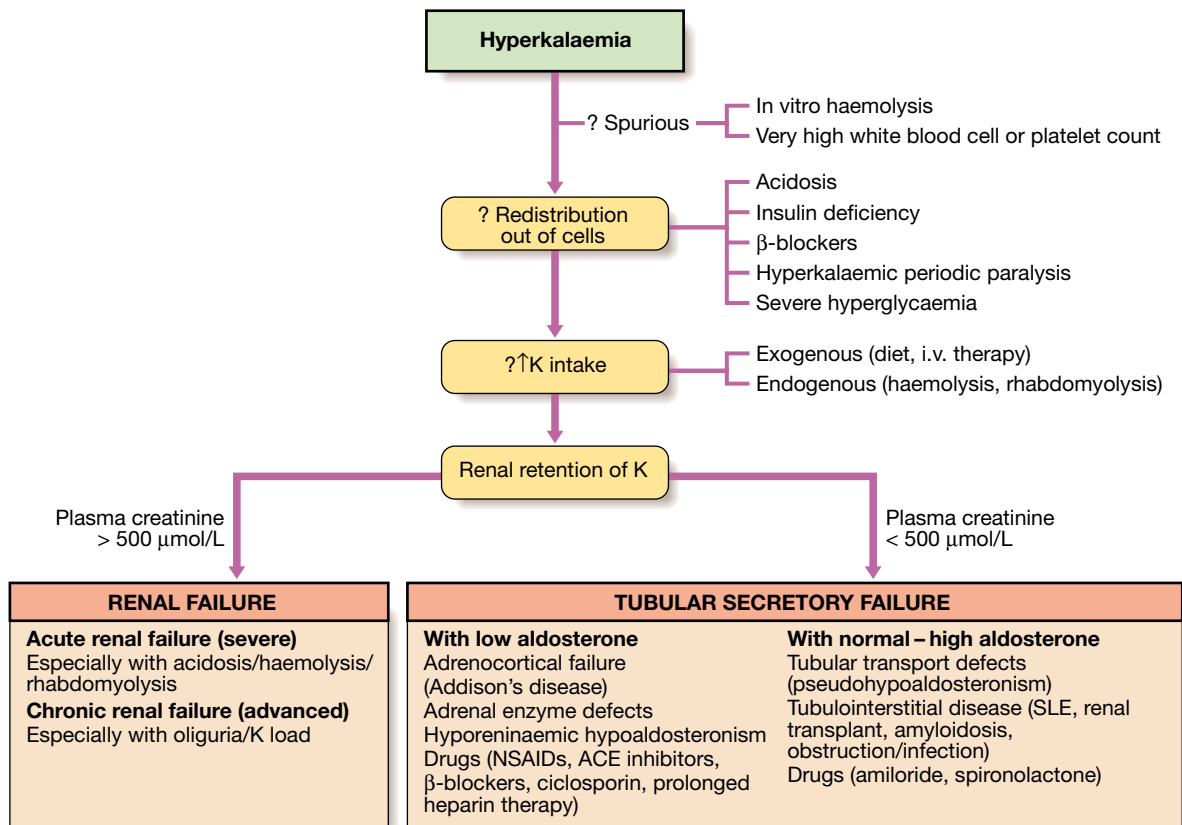 Hyperkalaemia
? Spurious
In vitro haemolysis
Very high white blood cell or platelet count
? Redistribution
out of cells
Acidosis
Insulin deficiency
β-blockers
Hyperkalaemic periodic paralysis
Severe hyperglycaemia
?↑K intake
Exogenous (diet, i.v. therapy)
Endogenous (haemolysis, rhabdomyolysis)
Renal retention of K
Plasma creatinine
> 500 μmol/L
Plasma creatinine
< 500 μmol/L
RENAL FAILURE
Acute renal failure (severe)
Especially with acidosis/haemolysis/
rhabdomyolysis
Chronic renal failure (advanced)
Especially with oliguria/K load
TUBULAR SECRETORY FAILURE
With low aldosterone
Adrenocortical failure
(Addison's disease)
Adrenal enzyme defects
Hyporeninaemic hypoaldosteronism
Drugs (NSAIDs, ACE inhibitors,
β-blockers, ciclosporin, prolonged
heparin therapy)
With normal – high aldosterone
Tubular transport defects
(pseudohypoaldosteronism)
Tubulointerstitial disease (SLE, renal
transplant, amyloidosis,
obstruction/infection)
Drugs (amiloride, spironolactone)